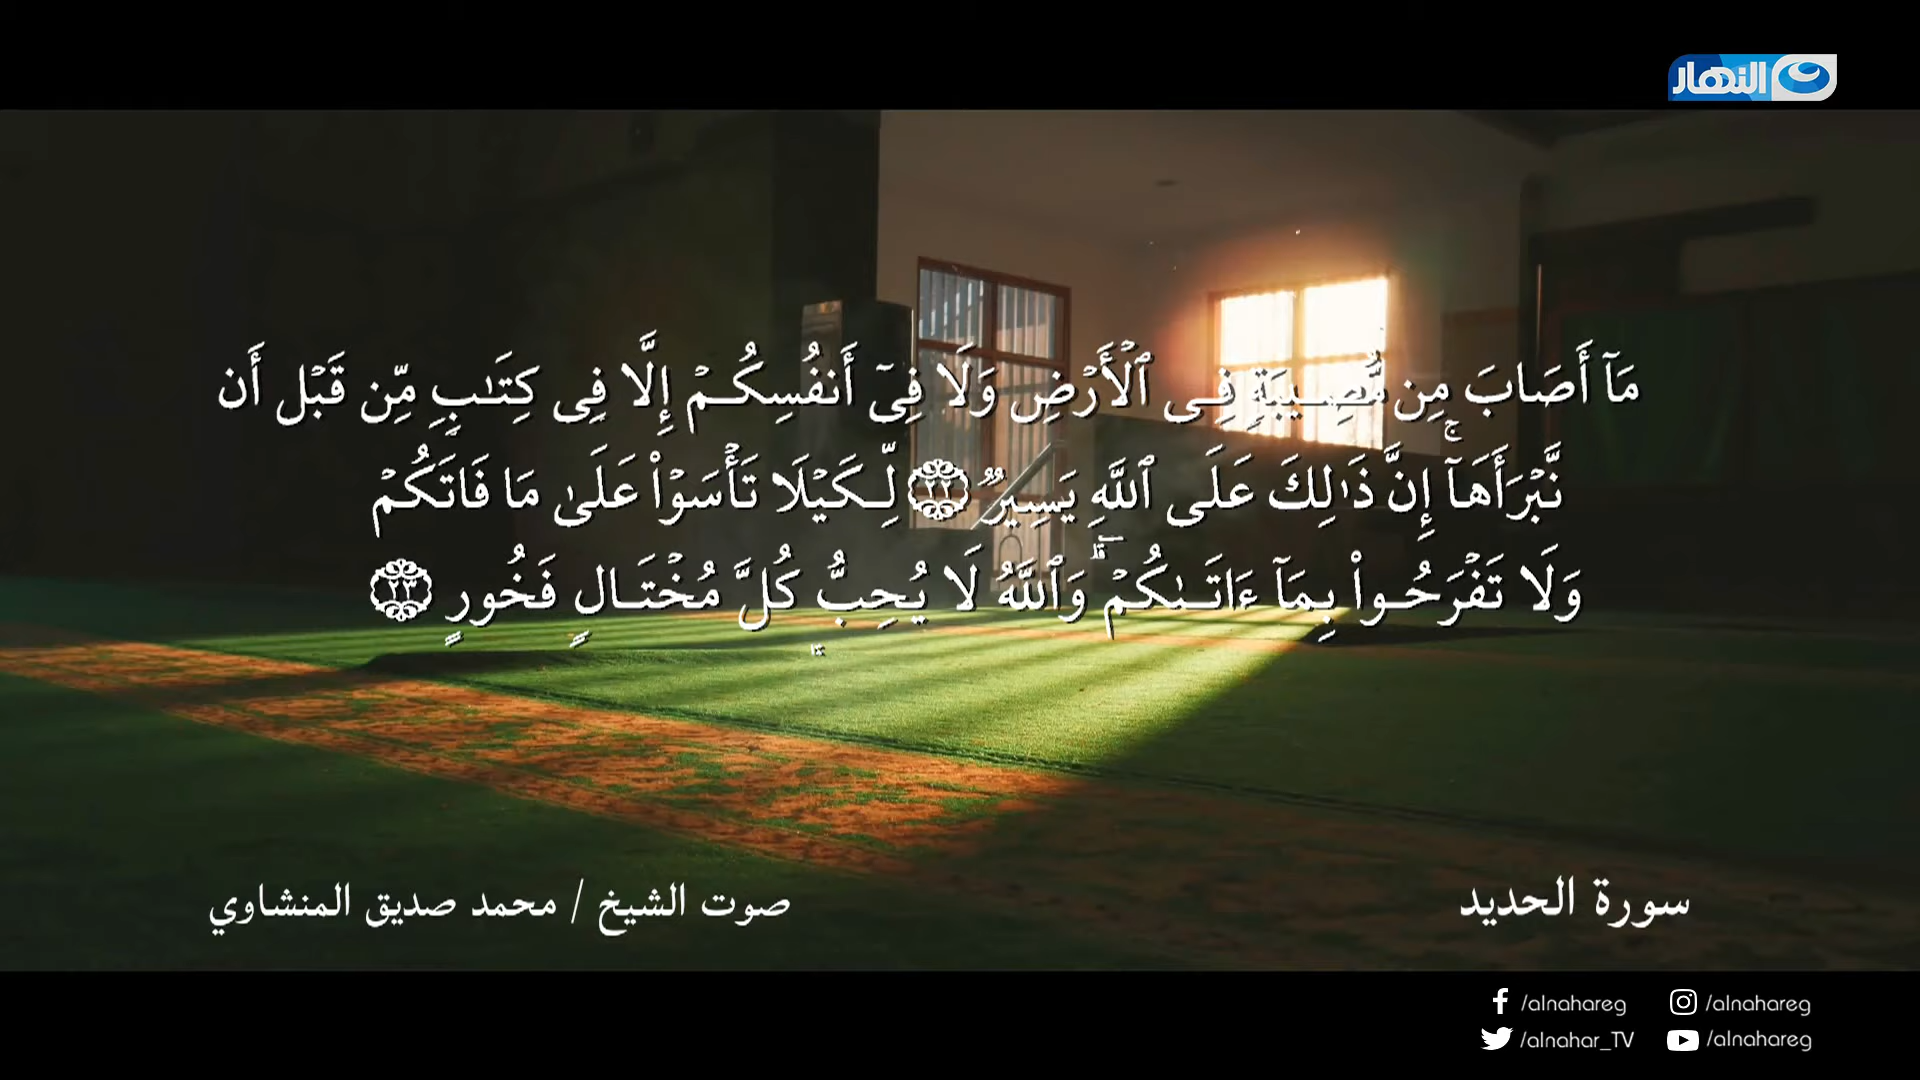 النهار
مَآ أَصَابَ مِن مُّصِيبَةٍ فِى ٱلْأَرْضِ وَلَا فِىٓ أَنفُسِكُمْ إِلَّا فِى كِتَـٰبٍ مِّن قَبْلِ أَن
نَّبْرَأَهَآ ۚ إِنَّ ذَٰلِكَ عَلَى ٱللَّهِ يَسِيرٌ ٢٢ لِّكَيْلَا تَأْسَوْا۟ عَلَىٰ مَا فَاتَكُمْ
وَلَا تَفْرَحُوا۟ بِمَآ ءَاتَىٰكُمْ ۗ وَٱللَّهُ لَا يُحِبُّ كُلَّ مُخْتَالٍ فَخُورٍ ٢٣
سورة الحديد
صوت الشيخ / محمد صديق المنشاوي
/alnahareg /alnahareg
/alnahar_TV /alnahareg